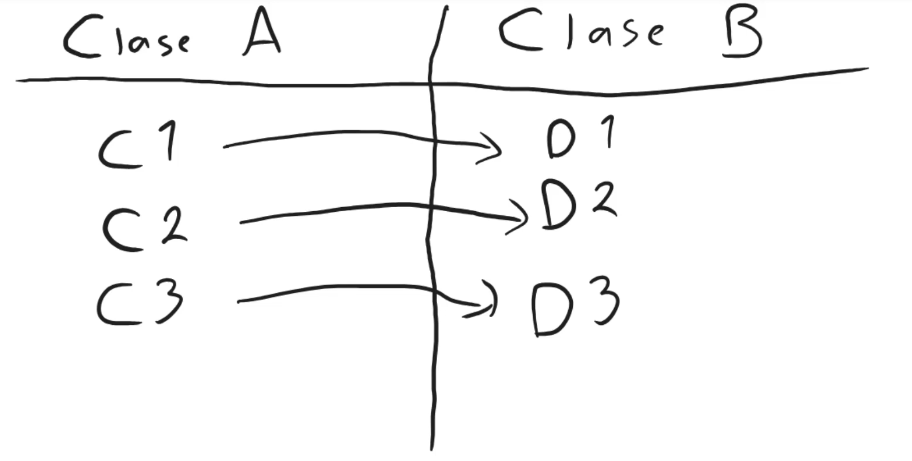 Clase A Clase B
C1 → D1
C2 → D2
C3 → D3